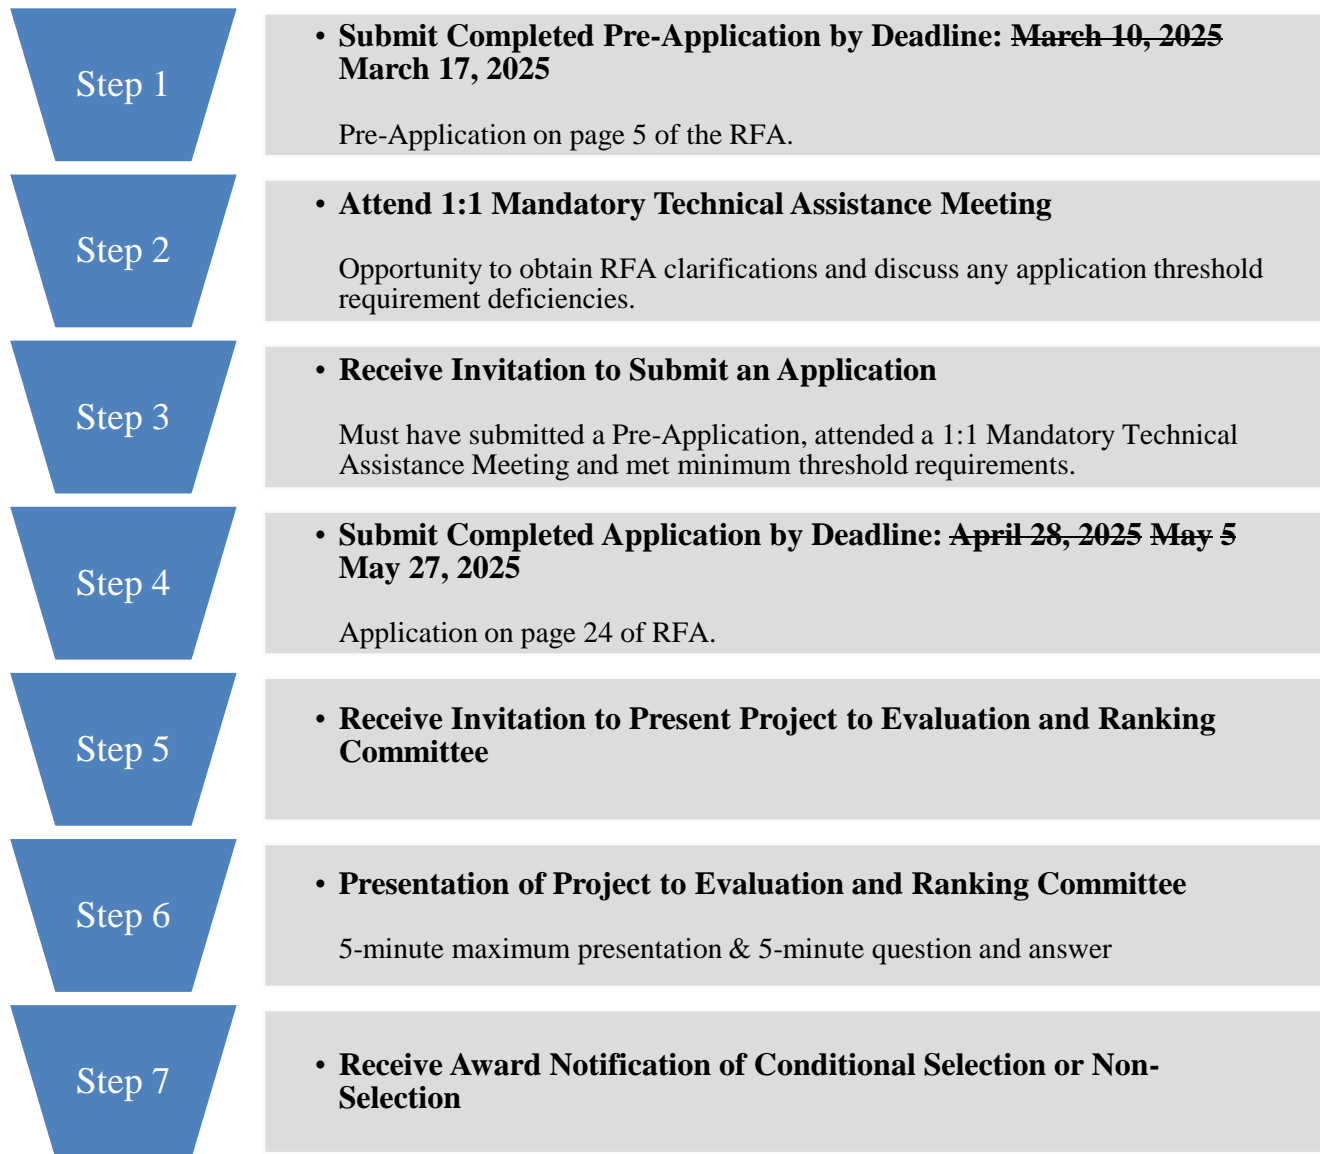 Step 1
• Submit Completed Pre-Application by Deadline: March 10, 2025
March 17, 2025
Pre-Application on page 5 of the RFA.
Step 2
• Attend 1:1 Mandatory Technical Assistance Meeting
Opportunity to obtain RFA clarifications and discuss any application threshold
requirement deficiencies.
Step 3
• Receive Invitation to Submit an Application
Must have submitted a Pre-Application, attended a 1:1 Mandatory Technical
Assistance Meeting and met minimum threshold requirements.
Step 4
• Submit Completed Application by Deadline: April 28, 2025 May 5
May 27, 2025
Application on page 24 of RFA.
Step 5
• Receive Invitation to Present Project to Evaluation and Ranking
Committee
Step 6
• Presentation of Project to Evaluation and Ranking Committee
5-minute maximum presentation & 5-minute question and answer
Step 7
• Receive Award Notification of Conditional Selection or Non-
Selection